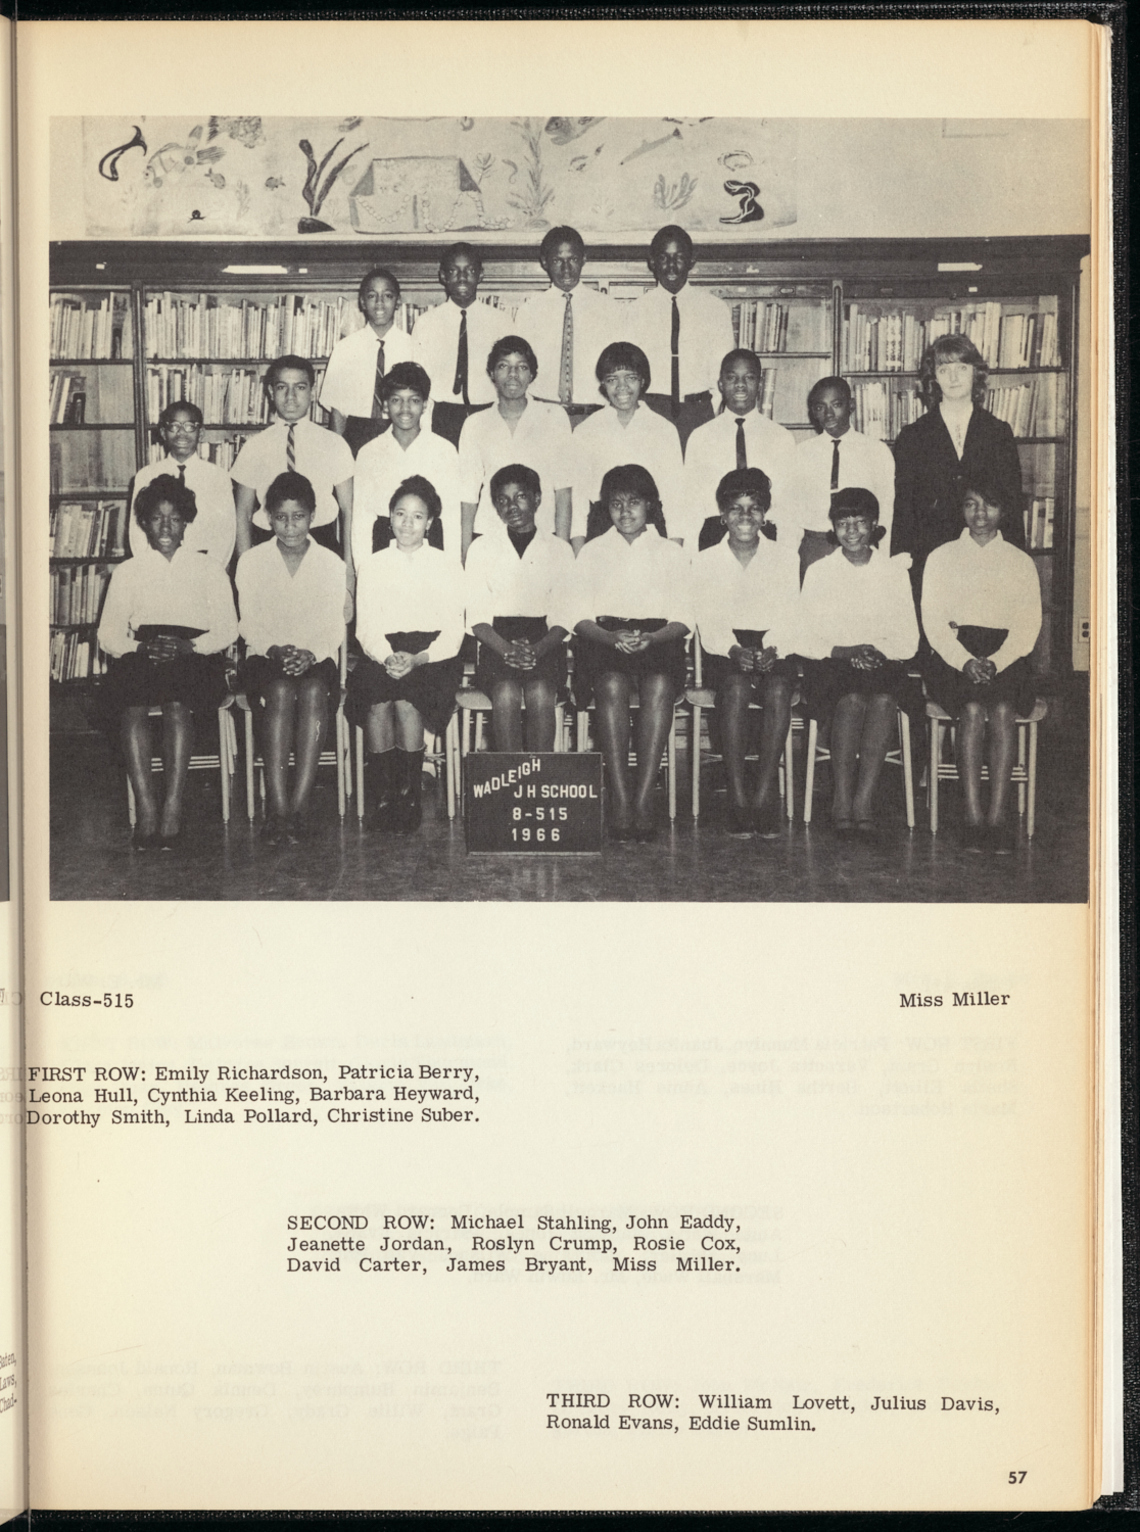 WADLEIGH
J H SCHOOL
8-515
1966
Class-515
Miss Miller
FIRST ROW: Emily Richardson, Patricia Berry,
Leona Hull, Cynthia Keeling, Barbara Heyward,
Dorothy Smith, Linda Pollard, Christine Suber.
SECOND ROW: Michael Stahling, John Eaddy,
Jeanette Jordan, Roslyn Crump, Rosie Cox,
David Carter, James Bryant, Miss Miller.
THIRD ROW: William Lovett, Julius Davis,
Ronald Evans, Eddie Sumlin.
57